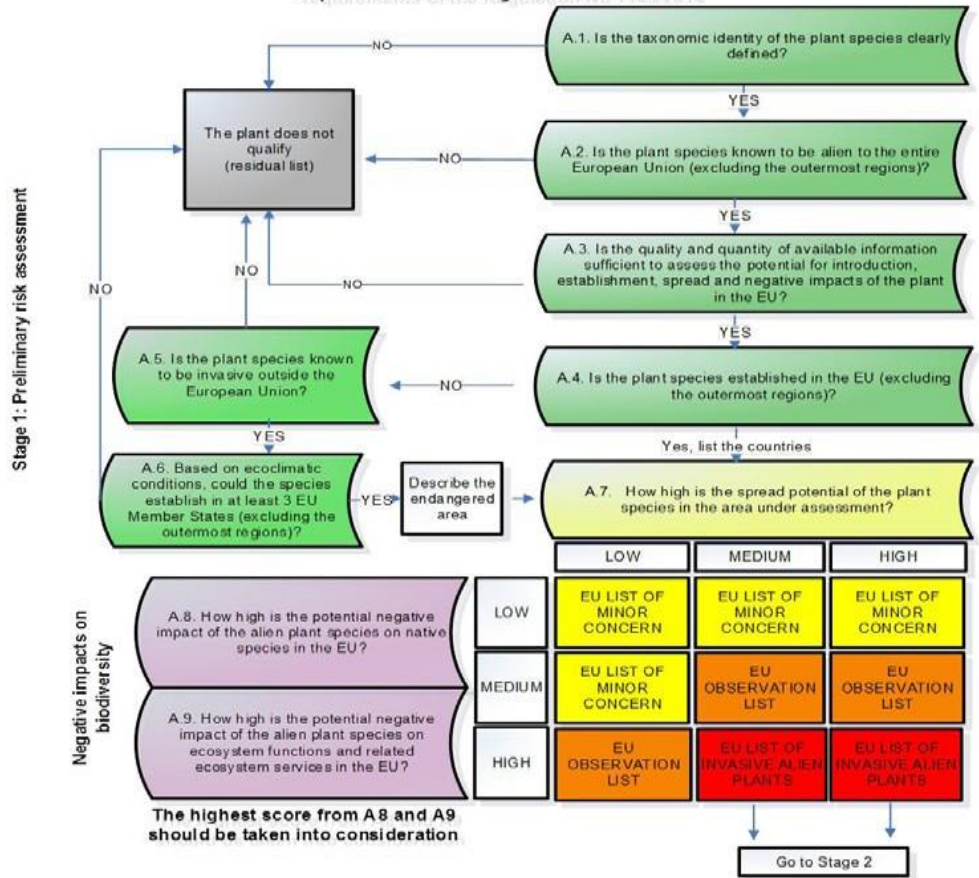 A.1. Is the taxonomic identity of the plant species clearly
defined?
NO
YES
The plant does not
qualify
(residual list)
A.2. Is the plant species known to be alien to the entire
European Union (excluding the outermost regions)?
NO
YES
A.3. Is the quality and quantity of available information
sufficient to assess the potential for introduction,
establishment, spread and negative impacts of the plant
in the EU?
NO
NO
NO
YES
Stage 1: Preliminary risk assessment
A.5. Is the plant species known
to be invasive outside the
European Union?
NO
A.4. Is the plant species established in the EU (excluding
the outermost regions)?
YES
Yes, list the countries
A.6. Based on ecoclimatic
conditions, could the species
establish in at least 3 EU
Member States (excluding the
outermost regions)?
YES
Describe the
endangered
area
A.7. How high is the spread potential of the plant
species in the area under assessment?
LOW
MEDIUM
HIGH
Negative impacts on
biodiversity
A.8. How high is the potential negative
impact of the alien plant species on native
species in the EU?
LOW
EU LIST OF
MINOR
CONCERN
EU LIST OF
MINOR
CONCERN
EU LIST OF
MINOR
CONCERN
MEDIUM
EU LIST OF
MINOR
CONCERN
EU
OBSERVATION
LIST
EU
OBSERVATION
LIST
A.9. How high is the potential negative
impact of the alien plant species on
ecosystem functions and related
ecosystem services in the EU?
HIGH
EU
OBSERVATION
LIST
EU LIST OF
INVASIVE ALIEN
PLANTS
EU LIST OF
INVASIVE ALIEN
PLANTS
The highest score from A8 and A9
should be taken into consideration
Go to Stage 2